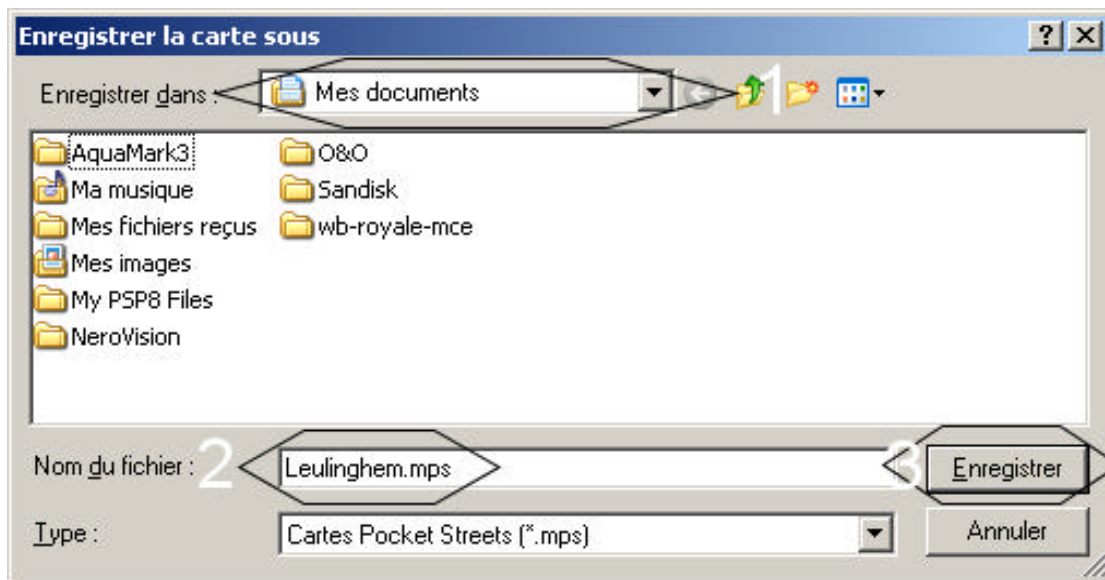 Enregistrer la carte sous
Enregistrer dans : Mes documents 1
AquaMark3
Ma musique
Mes fichiers reçus
Mes images
My PSP8 Files
NeroVision
O&O
Sandisk
wb-royale-mce
Nom du fichier : 2 Leulinghem.mps 3 Enregistrer
Type : Cartes Pocket Streets (*.mps) Annuler